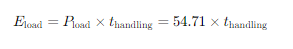 E_load = P_load × t_handling = 54.71 × t_handling